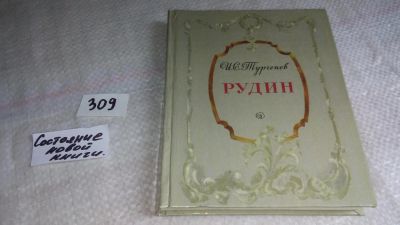 309
Состояние
новой
книги.
И.С.Тургенев
РУДИН